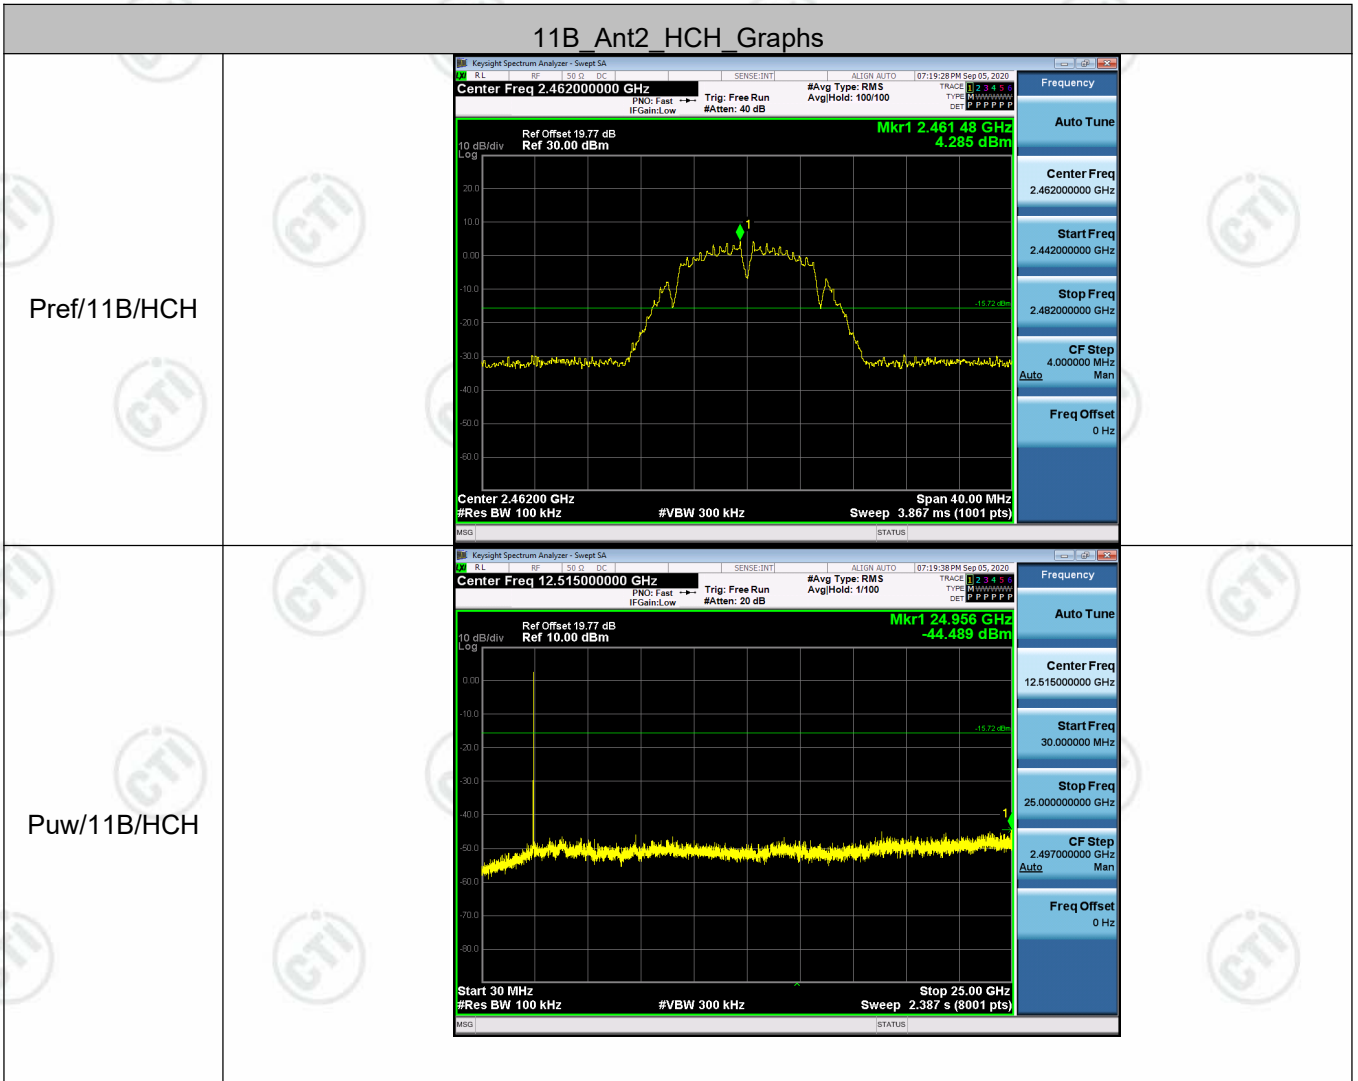 11B_Ant2_HCH_Graphs
Pref/11B/HCH
Keysight Spectrum Analyzer - Swept SA
RL RF 50 Ω DC SENSE:INT ALIGN AUTO 07:19:28 PM Sep 05, 2020
Center Freq 2.462000000 GHz
PNO: Fast
IFGain:Low
Trig: Free Run
#Atten: 40 dB
#Avg Type: RMS
Avg|Hold: 100/100
TRACE 1 2 3 4 5 6
TYPE M W W W W W
DET P P P P P P
Mkr1 2.461 48 GHz
4.285 dBm
Ref Offset 19.77 dB
10 dB/div Ref 30.00 dBm
Log
1
20.0
10.0
0.00
-10.0
-15.72 dBm
-20.0
-30.0
-40.0
-50.0
-60.0
Center 2.46200 GHz Span 40.00 MHz
#Res BW 100 kHz #VBW 300 kHz Sweep 3.867 ms (1001 pts)
MSG STATUS
Frequency
Auto Tune
Center Freq
2.462000000 GHz
Start Freq
2.442000000 GHz
Stop Freq
2.482000000 GHz
CF Step
4.000000 MHz
Auto Man
Freq Offset
0 Hz
Puw/11B/HCH
Keysight Spectrum Analyzer - Swept SA
RL RF 50 Ω DC SENSE:INT ALIGN AUTO 07:19:38 PM Sep 05, 2020
Center Freq 12.515000000 GHz
PNO: Fast
IFGain:Low
Trig: Free Run
#Atten: 20 dB
#Avg Type: RMS
Avg|Hold: 1/100
TRACE 1 2 3 4 5 6
TYPE M W W W W W
DET P P P P P P
Mkr1 24.956 GHz
-44.489 dBm
Ref Offset 19.77 dB
10 dB/div Ref 10.00 dBm
Log
0.00
-10.0
-15.72 dBm
-20.0
-30.0
-40.0
1
-50.0
-60.0
-70.0
-80.0
Start 30 MHz Stop 25.00 GHz
#Res BW 100 kHz #VBW 300 kHz Sweep 2.387 s (8001 pts)
MSG STATUS
Frequency
Auto Tune
Center Freq
12.515000000 GHz
Start Freq
30.000000 MHz
Stop Freq
25.000000000 GHz
CF Step
2.497000000 GHz
Auto Man
Freq Offset
0 Hz
CTI
CTI
CTI
CTI
CTI
CTI
CTI
CTI
CTI
CTI